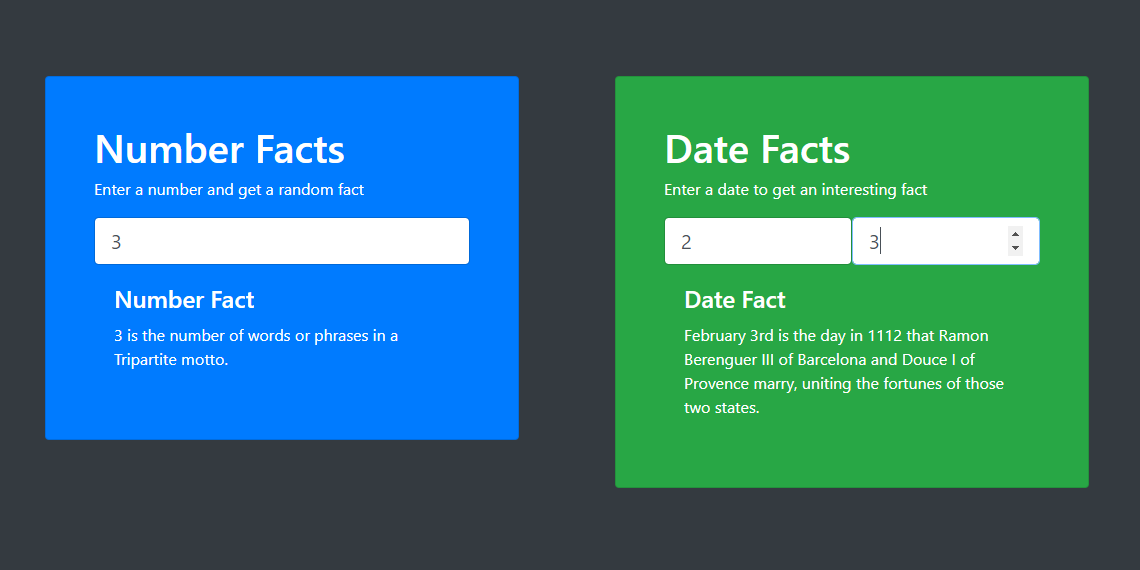 Number Facts
Enter a number and get a random fact
3
Number Fact
3 is the number of words or phrases in a
Tripartite motto.
Date Facts
Enter a date to get an interesting fact
2 3
Date Fact
February 3rd is the day in 1112 that Ramon
Berenguer III of Barcelona and Douce I of
Provence marry, uniting the fortunes of those
two states.